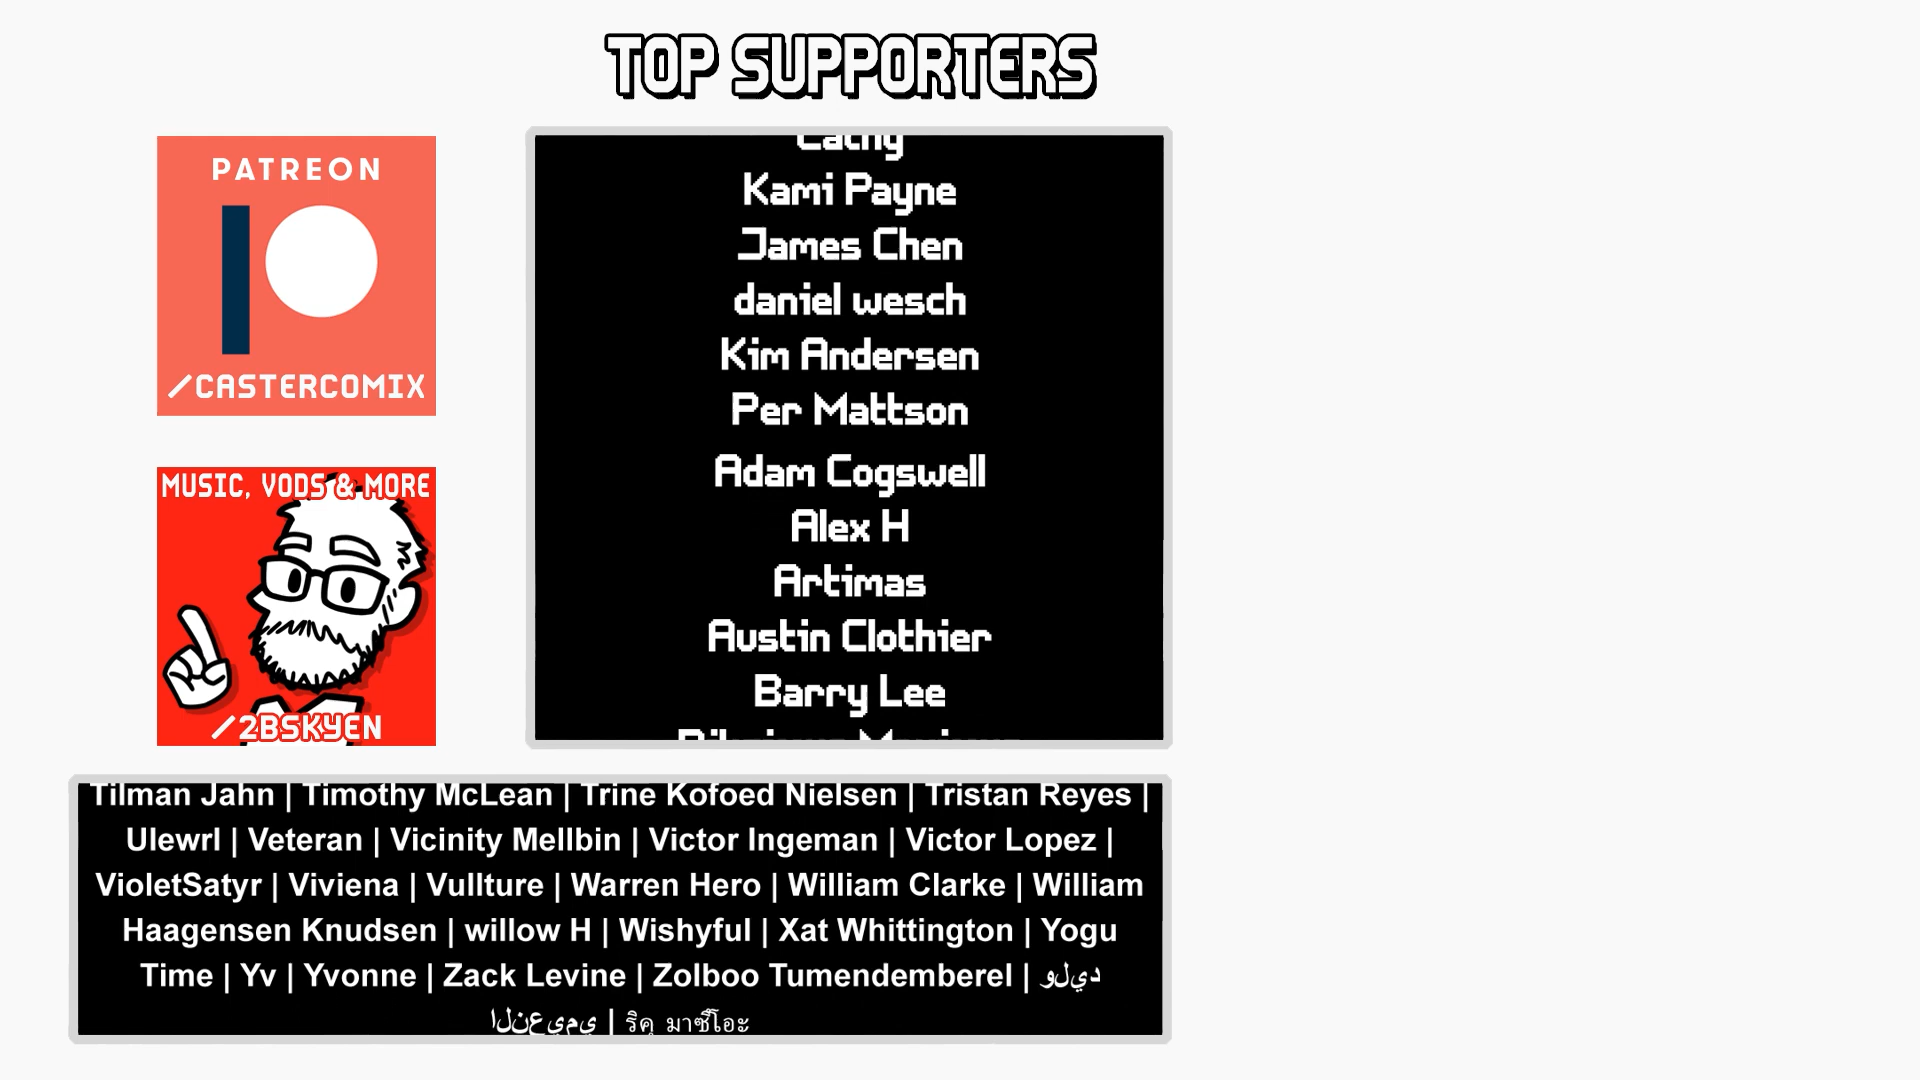 TOP SUPPORTERS
PATREON
/CASTERCOMIX
MUSIC, VODS & MORE
/2BSKYEN
Cathy
Kami Payne
James Chen
daniel wesch
Kim Andersen
Per Mattson
Adam Cogswell
Alex H
Artimas
Austin Clothier
Barry Lee
Tilman Jahn | Timothy McLean | Trine Kofoed Nielsen | Tristan Reyes |
Ulewrl | Veteran | Vicinity Mellbin | Victor Ingeman | Victor Lopez |
VioletSatyr | Viviena | Vullture | Warren Hero | William Clarke | William
Haagensen Knudsen | willow H | Wishyful | Xat Whittington | Yogu
Time | Yv | Yvonne | Zack Levine | Zolboo Tumendemberel | وليد
النعيمي | ริคุ มาซึโอะ